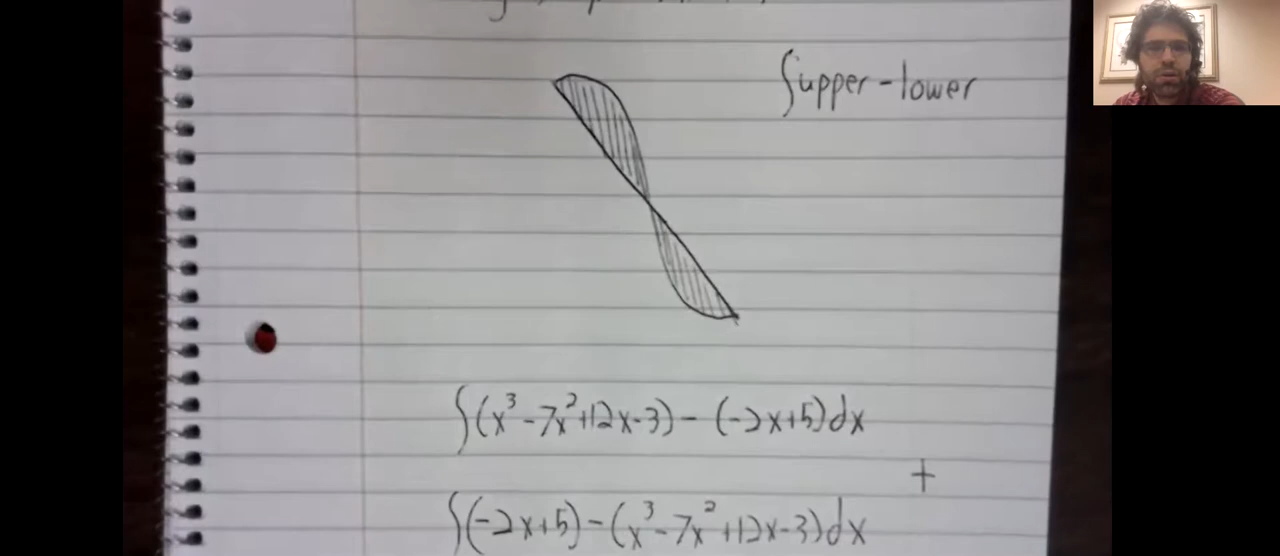 ∫upper-lower
∫(x³-7x²+12x-3)-(-2x+5)dx
+
∫(-2x+5)-(x³-7x²+12x-3)dx